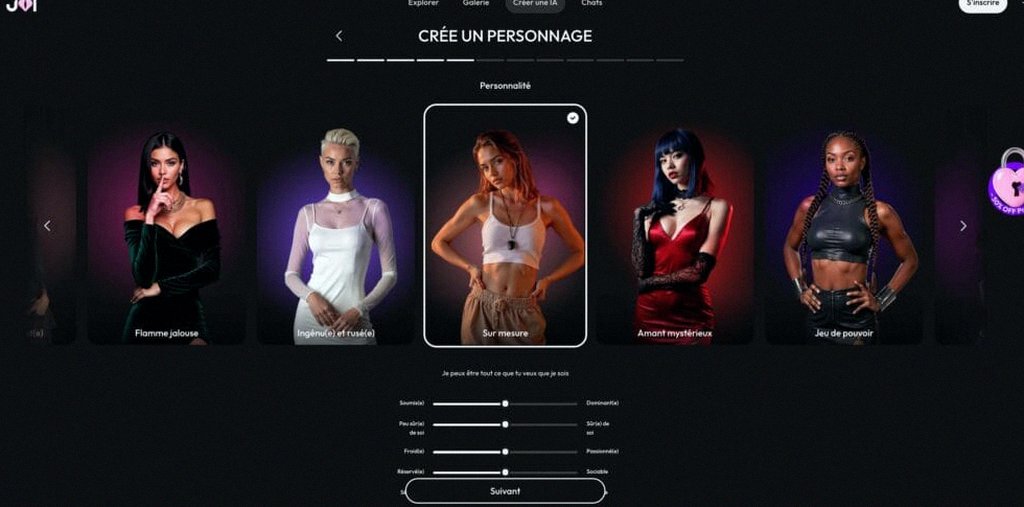 JOI
Explorer
Galerie
Créer une IA
Chats
S'inscrire
CRÉE UN PERSONNAGE
Personnalité
Flamme jalouse
Ingénu(e) et rusé(e)
Sur mesure
Amant mystérieux
Jeu de pouvoir
Je peux être tout ce que tu veux que je sois
Soumis(e)
Dominant(e)
Peu sûr(e)
de soi
Sûr(e) de
soi
Froid(e)
Passionné(e)
Réservé(e)
Sociable
Suivant